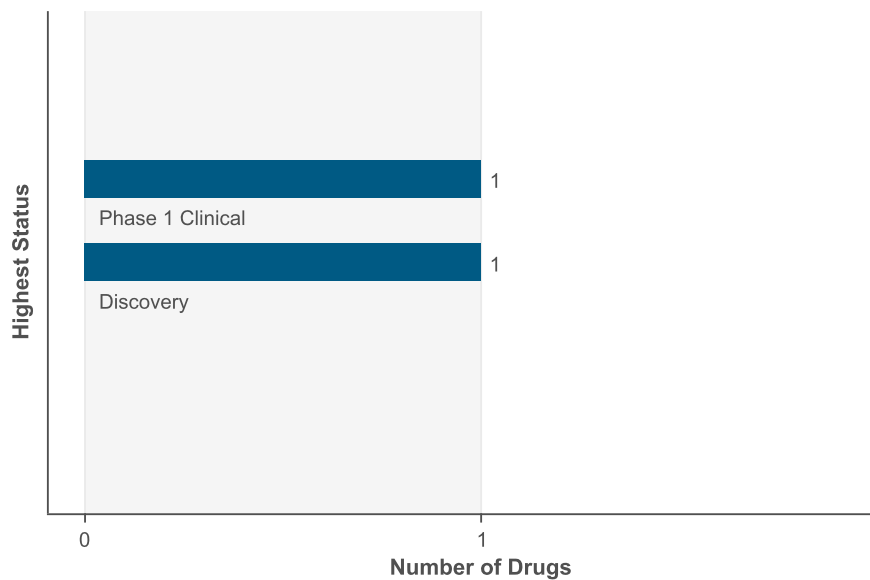 1
Phase 1 Clinical
1
Discovery
Highest Status
0
1
Number of Drugs